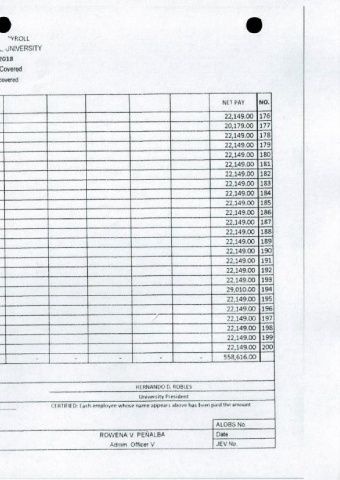 YROLL
UNIVERSITY
2018
Covered
covered
NET PAY NO.
22,149.00 176
20,179.00 177
22,149.00 178
22,149.00 179
22,149.00 180
22,149.00 181
22,149.00 182
22,149.00 183
22,149.00 184
22,149.00 185
22,149.00 186
22,149.00 187
22,149.00 188
22,149.00 189
22,149.00 190
22,149.00 191
22,149.00 192
22,149.00 193
29,010.00 194
22,149.00 195
22,149.00 196
22,149.00 197
22,149.00 198
22,149.00 199
22,149.00 200
- - - - - 558,616.00
HERNANDO D. ROBLES
University President
CERTIFIED: Each employee whose name appears above has been paid the amount
ALOBS No.
ROWENA V. PEÑALBA Date
Admin. Officer V JEV No.